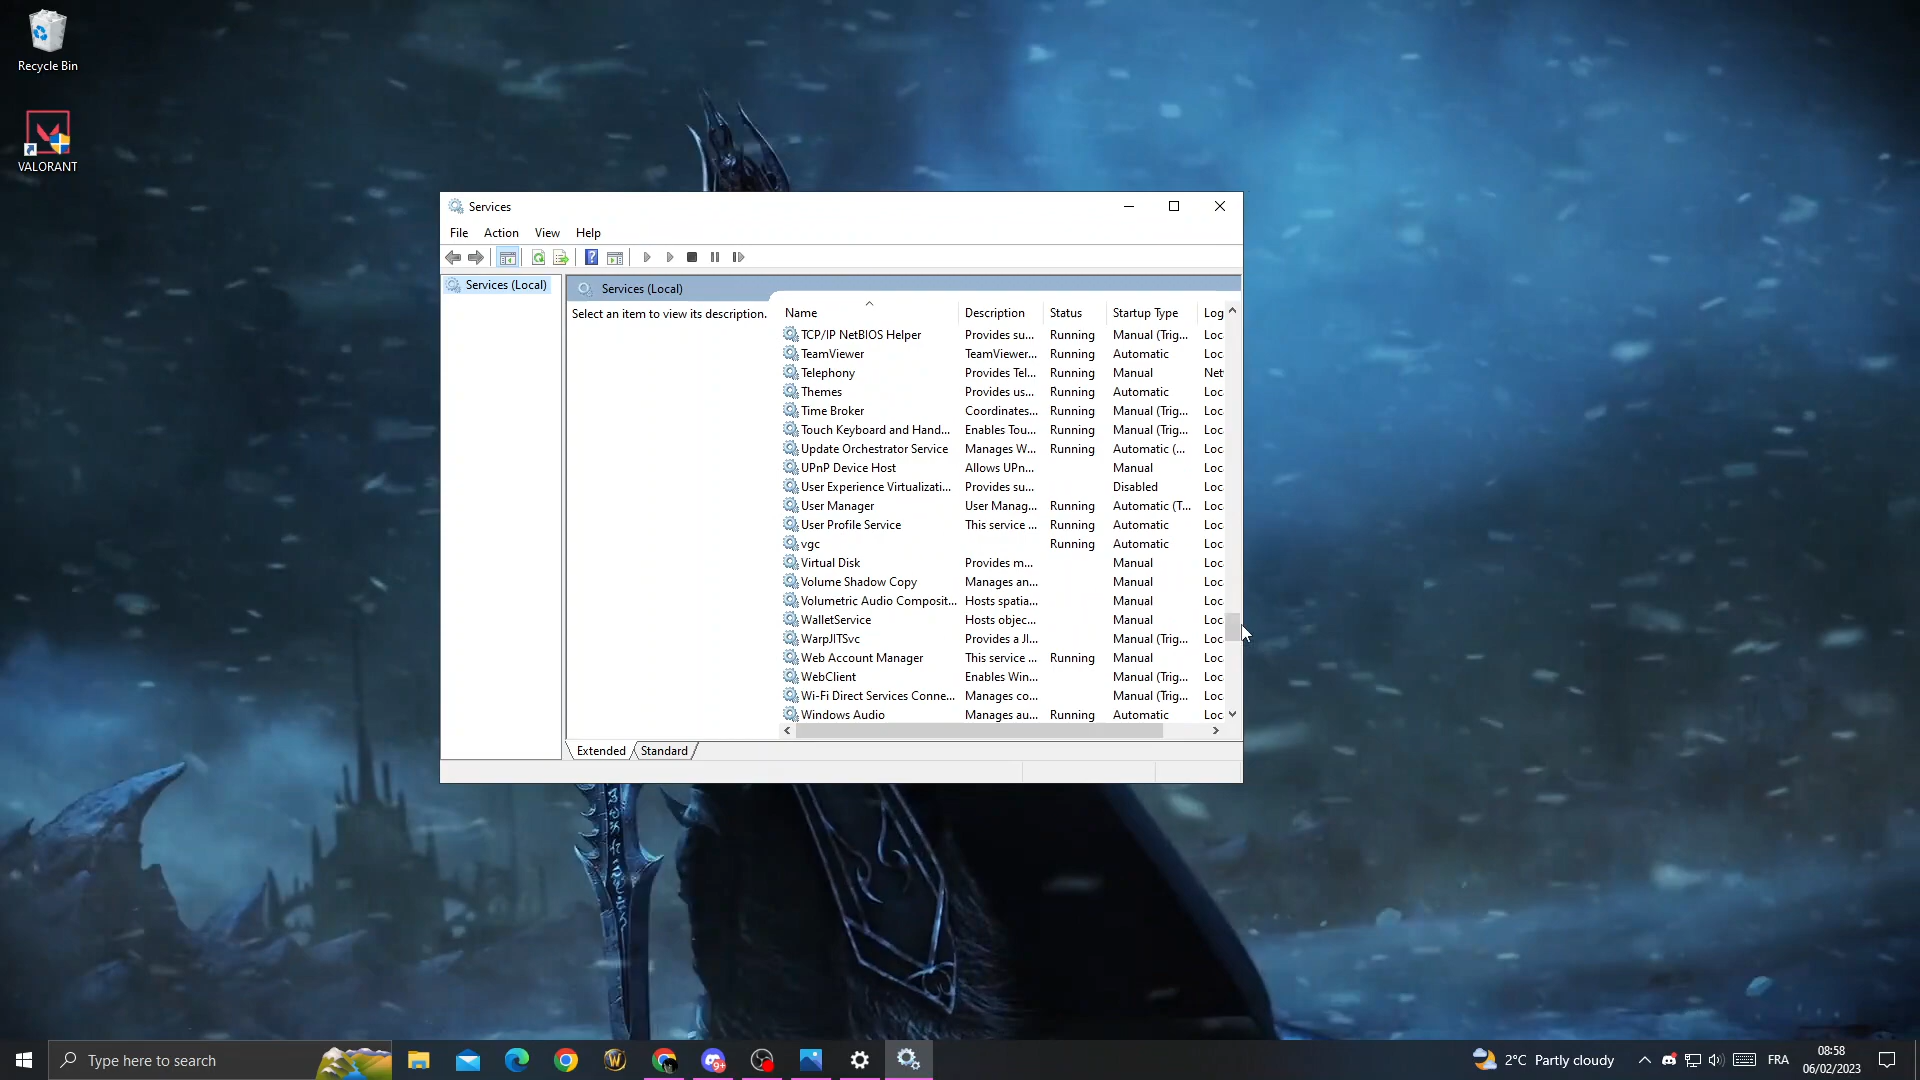 Recycle Bin
VALORANT
Services
File Action View Help
Services (Local)
Services (Local)
Select an item to view its description.
Name Description Status Startup Type Log
TCP/IP NetBIOS Helper Provides su... Running Manual (Trig... Loc
TeamViewer TeamViewer... Running Automatic Loc
Telephony Provides Tel... Running Manual Net
Themes Provides us... Running Automatic Loc
Time Broker Coordinates... Running Manual (Trig... Loc
Touch Keyboard and Hand... Enables Tou... Running Manual (Trig... Loc
Update Orchestrator Service Manages W... Running Automatic (... Loc
UPnP Device Host Allows UPn... Manual Loc
User Experience Virtualizati... Provides su... Disabled Loc
User Manager User Manag... Running Automatic (T... Loc
User Profile Service This service ... Running Automatic Loc
vgc Running Automatic Loc
Virtual Disk Provides m... Manual Loc
Volume Shadow Copy Manages an... Manual Loc
Volumetric Audio Composit... Hosts spatia... Manual Loc
WalletService Hosts objec... Manual Loc
WarpJITSvc Provides a JI... Manual (Trig... Loc
Web Account Manager This service ... Running Manual Loc
WebClient Enables Win... Manual (Trig... Loc
Wi-Fi Direct Services Conne... Manages co... Manual (Trig... Loc
Windows Audio Manages au... Running Automatic Loc
Extended Standard
Type here to search
9+
2°C Partly cloudy
FRA
08:58
06/02/2023